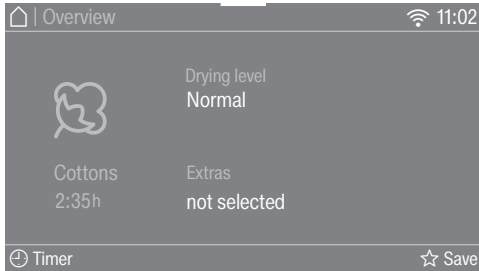 Overview 11:02
Drying level
Normal
Cottons
2:35h
Extras
not selected
Timer Save